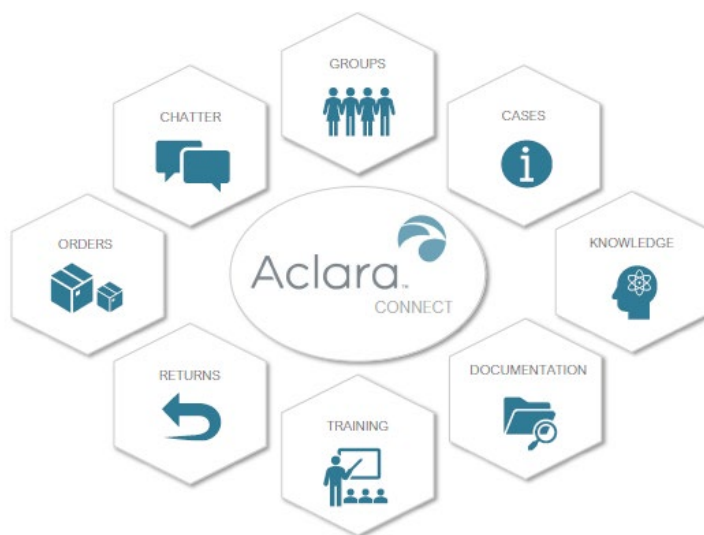 GROUPS
CHATTER
CASES
ORDERS
Aclara™
CONNECT
KNOWLEDGE
RETURNS
DOCUMENTATION
TRAINING